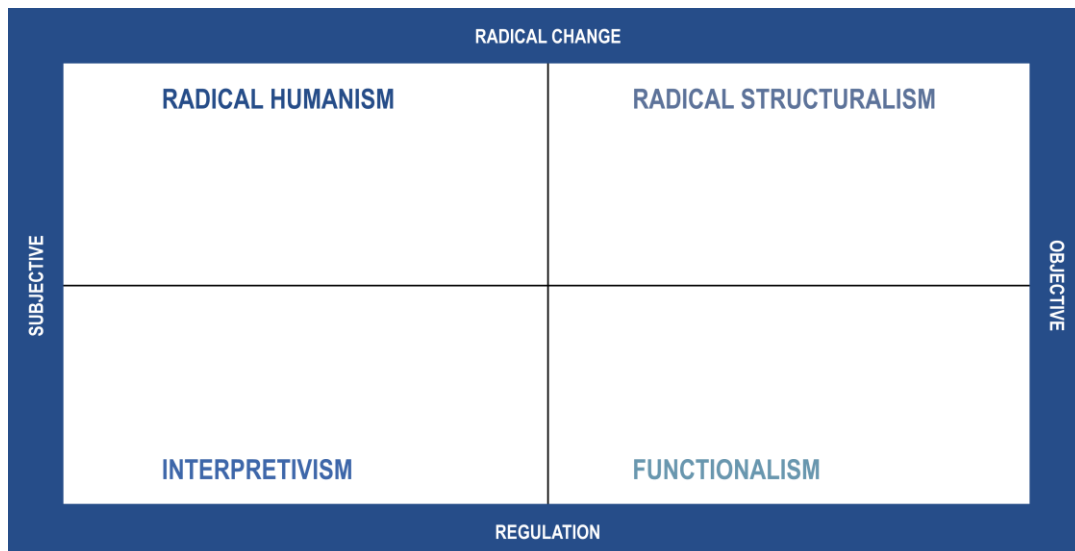 RADICAL CHANGE
RADICAL HUMANISM
RADICAL STRUCTURALISM
SUBJECTIVE
OBJECTIVE
INTERPRETIVISM
FUNCTIONALISM
REGULATION